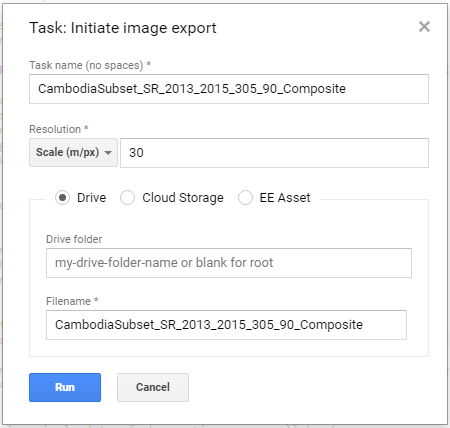 Task: Initiate image export
Task name (no spaces) *
CambodiaSubset_SR_2013_2015_305_90_Composite
Resolution *
Scale (m/px) 30
Drive Cloud Storage EE Asset
Drive folder
my-drive-folder-name or blank for root
Filename *
CambodiaSubset_SR_2013_2015_305_90_Composite
Run Cancel